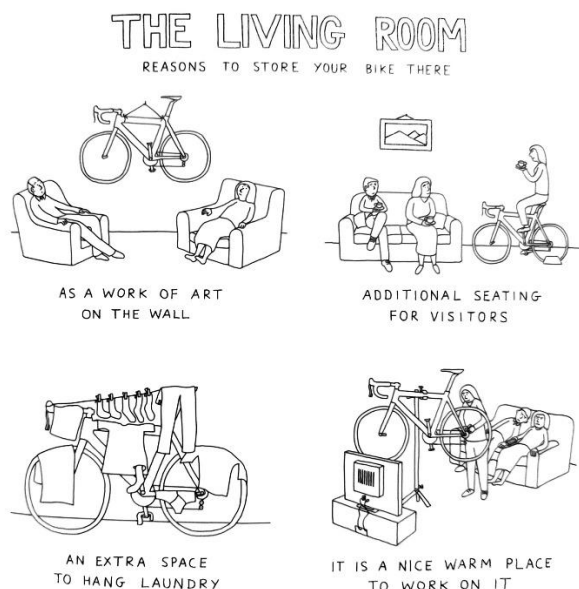 THE LIVING ROOM
REASONS TO STORE YOUR BIKE THERE
AS A WORK OF ART
ON THE WALL
ADDITIONAL SEATING
FOR VISITORS
AN EXTRA SPACE
TO HANG LAUNDRY
IT IS A NICE WARM PLACE
TO WORK ON IT